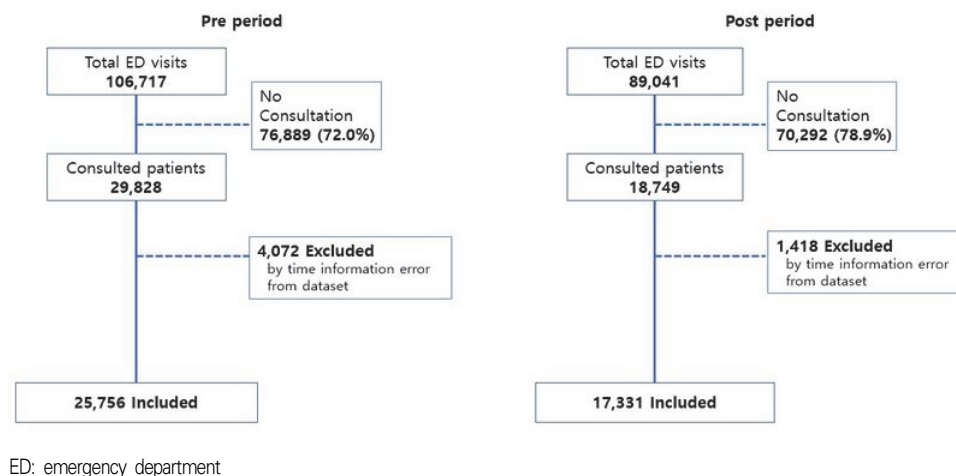 Pre period
Total ED visits
106,717
No
Consultation
76,889 (72.0%)
Consulted patients
29,828
4,072 Excluded
by time information error
from dataset
25,756 Included
Post period
Total ED visits
89,041
No
Consultation
70,292 (78.9%)
Consulted patients
18,749
1,418 Excluded
by time information error
from dataset
17,331 Included
ED: emergency department